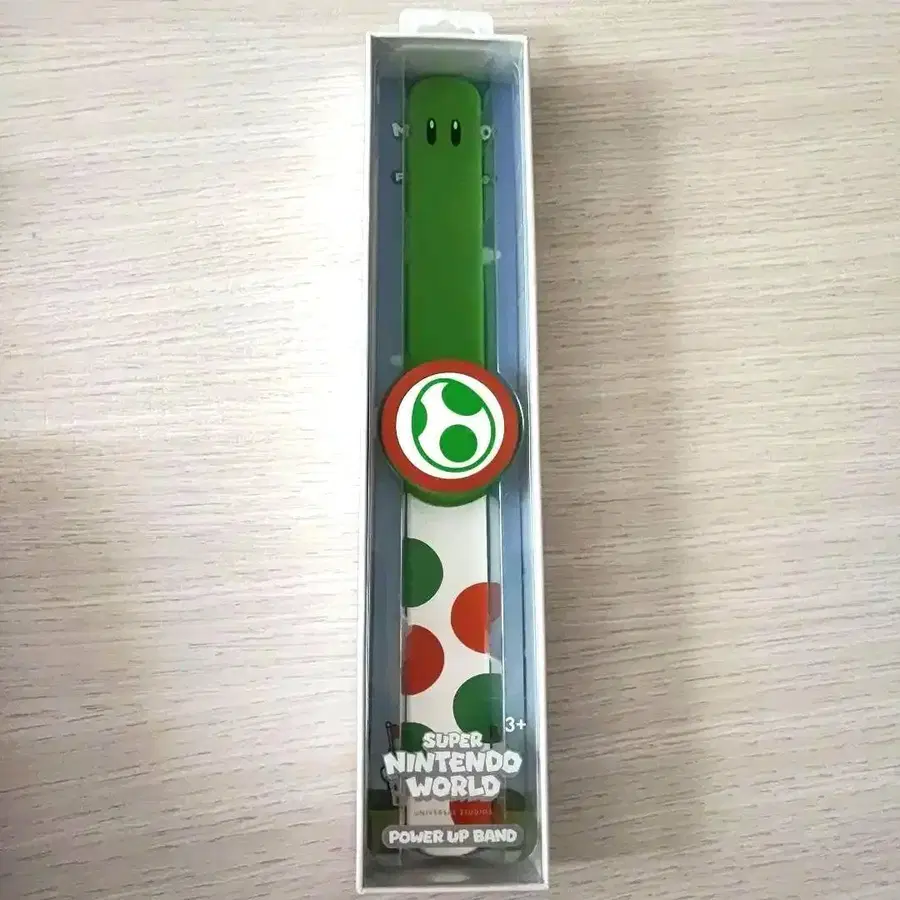 3+
SUPER
NINTENDO
WORLD
UNIVERSAL STUDIOS
POWER UP BAND